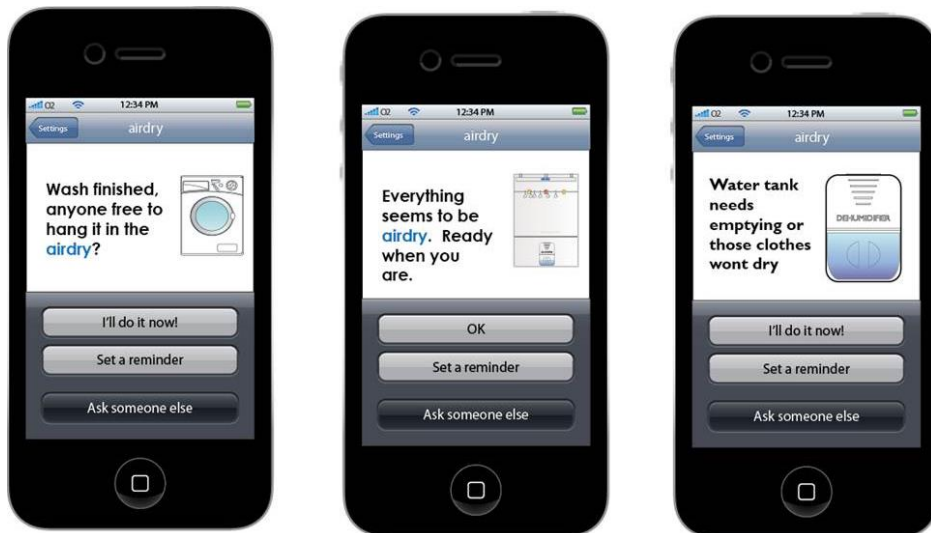 O2 12:34 PM
Settings airdry
Wash finished,
anyone free to
hang it in the
airdry?
I'll do it now!
Set a reminder
Ask someone else
O2 12:34 PM
Settings airdry
Everything
seems to be
airdry. Ready
when you
are.
OK
Set a reminder
Ask someone else
O2 12:34 PM
Settings airdry
Water tank
needs
emptying or
those clothes
wont dry
DEHUMIDIFER
I'll do it now!
Set a reminder
Ask someone else